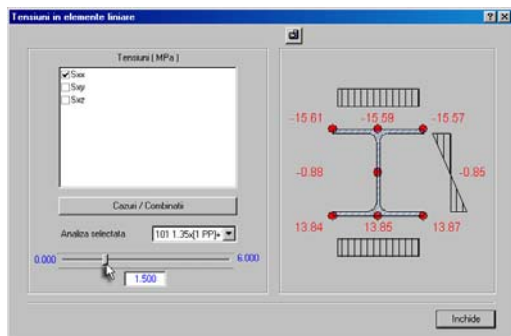 Tensiuni in elemente liniare
Tensiuni ( MPa )
Sxx
Sxy
Sxz
Cazuri / Combinatii
Analiza selectata
101 1.35x[1 PP]+
0.000
6.000
1.500
-15.61
-15.59
-15.57
-0.88
-0.85
13.84
13.85
13.87
Inchide